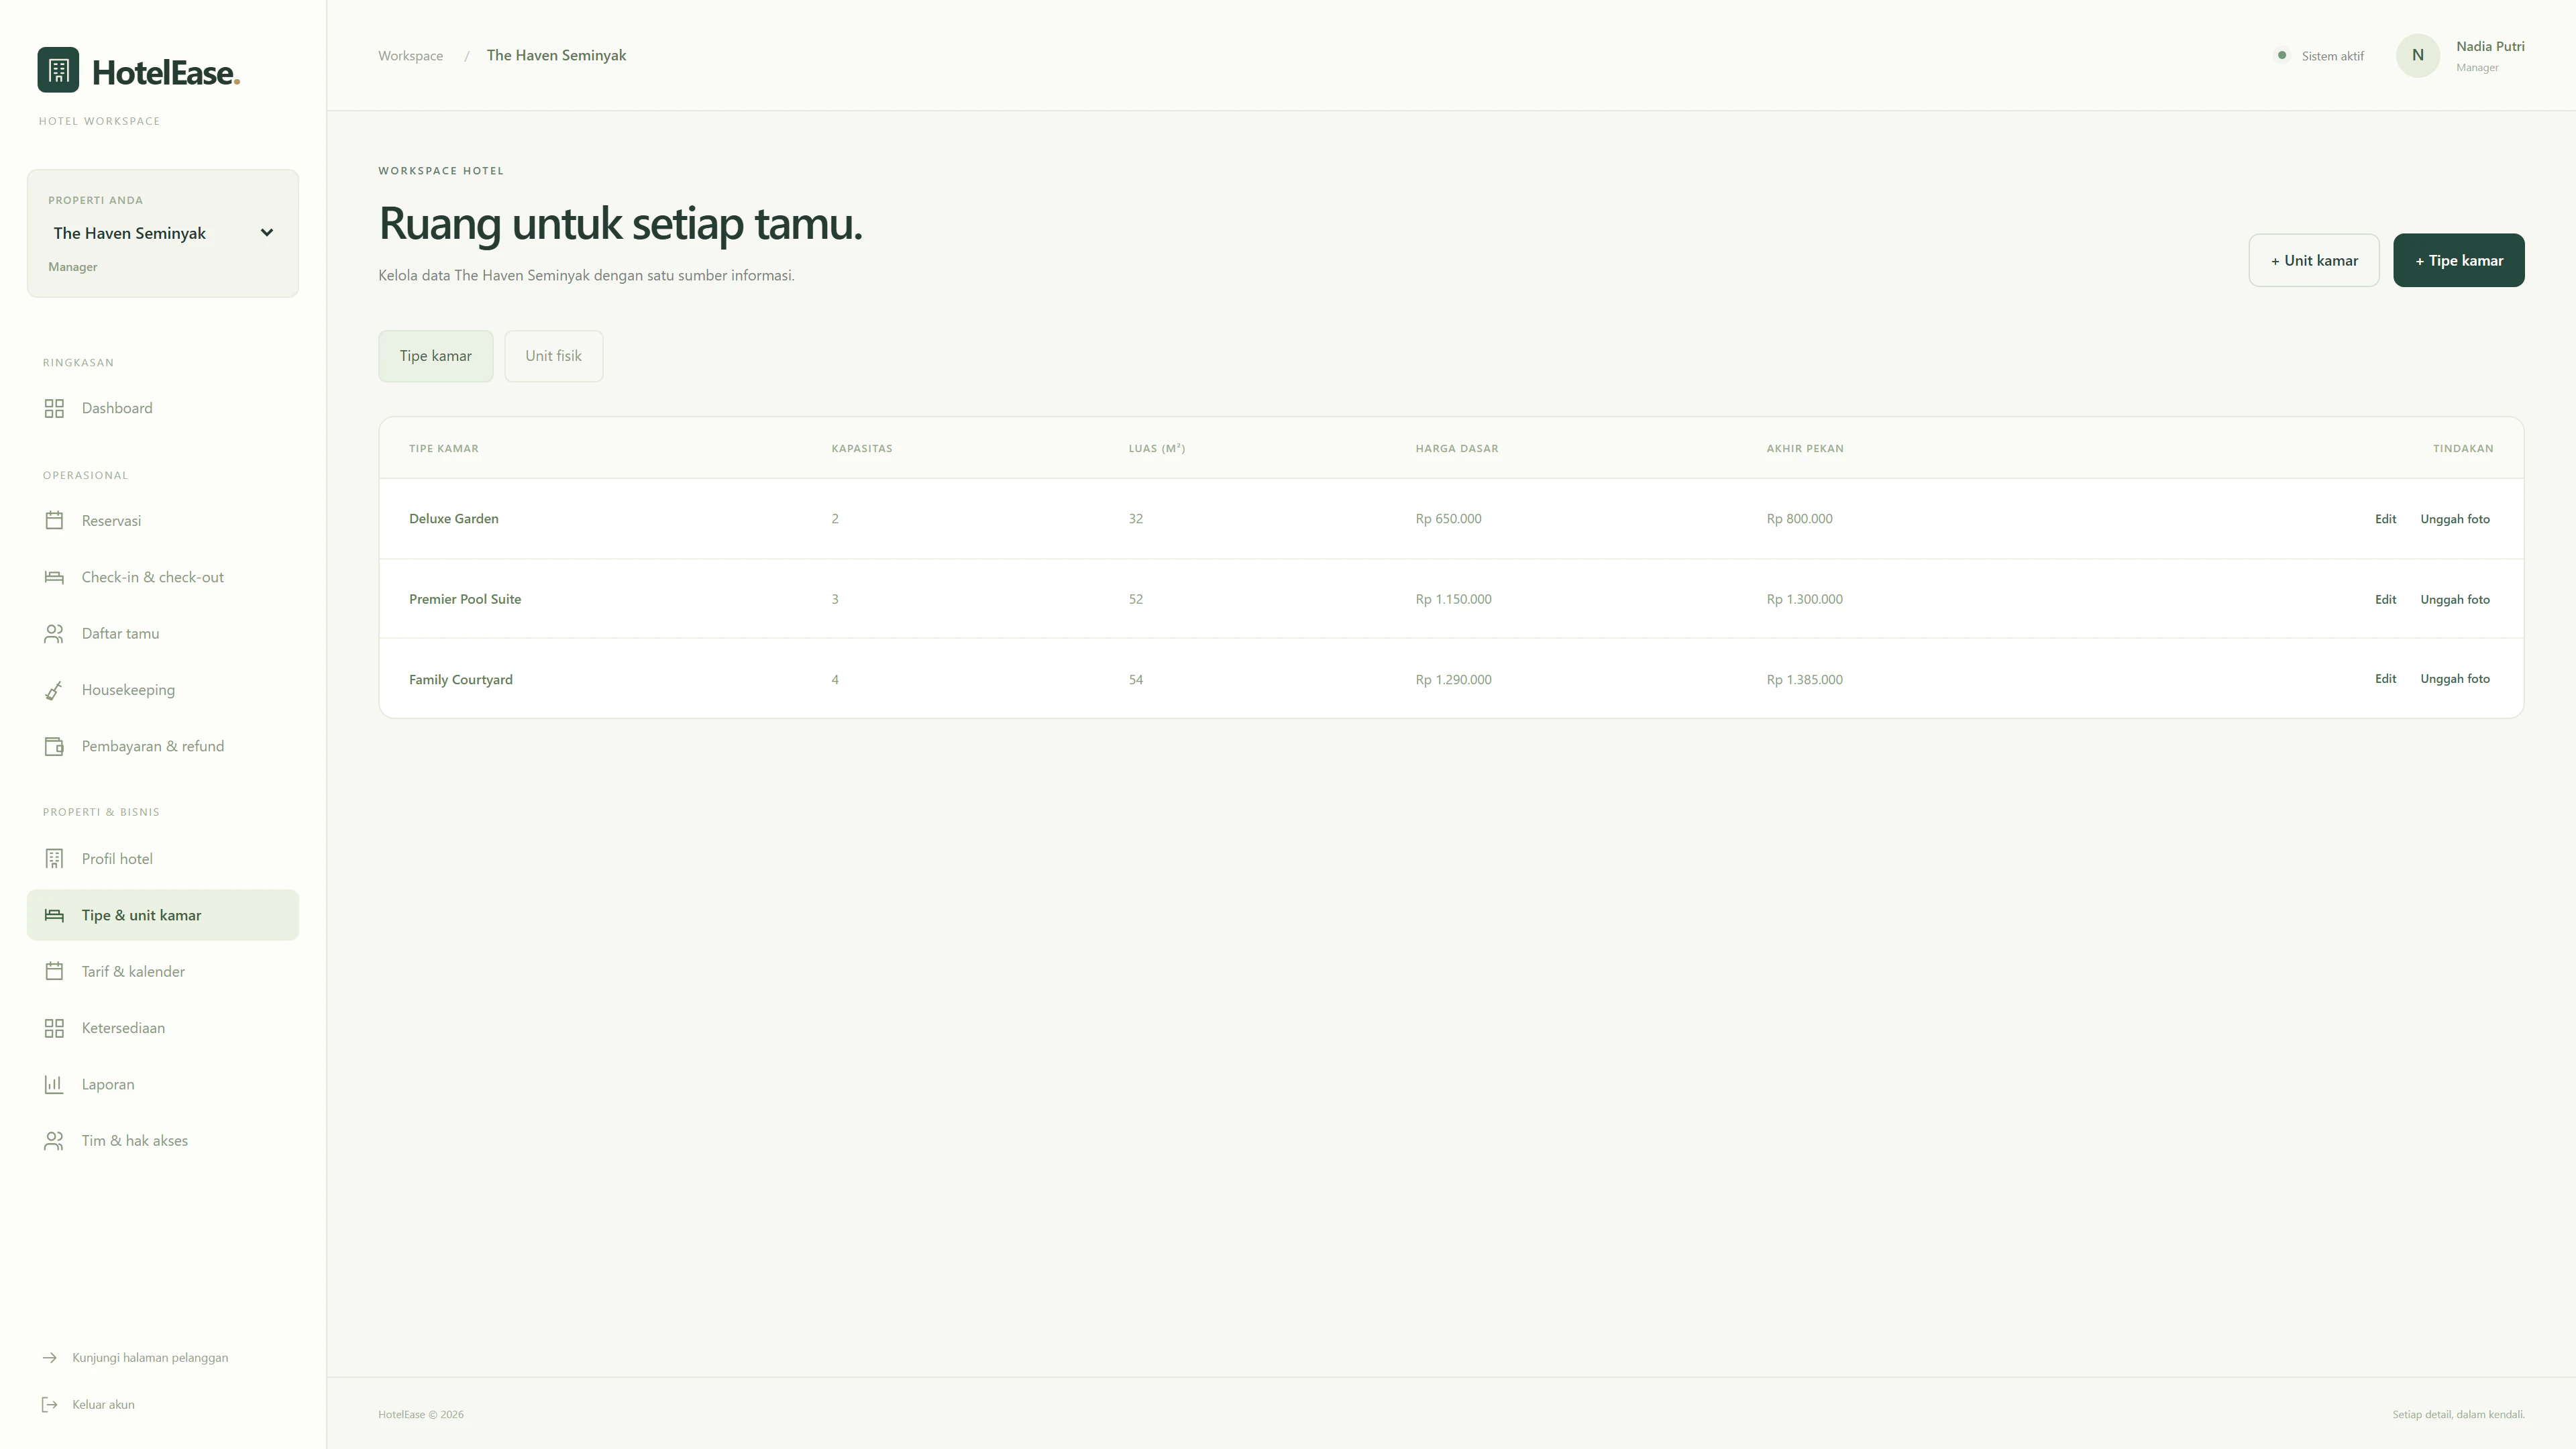 HotelEase.
HOTEL WORKSPACE
PROPERTI ANDA
The Haven Seminyak
Manager
RINGKASAN
Dashboard
OPERASIONAL
Reservasi
Check-in & check-out
Daftar tamu
Housekeeping
Pembayaran & refund
PROPERTI & BISNIS
Profil hotel
Tipe & unit kamar
Tarif & kalender
Ketersediaan
Laporan
Tim & hak akses
Kunjungi halaman pelanggan
Keluar akun
Workspace / The Haven Seminyak
Sistem aktif
N
Nadia Putri
Manager
WORKSPACE HOTEL
Ruang untuk setiap tamu.
Kelola data The Haven Seminyak dengan satu sumber informasi.
+ Unit kamar
+ Tipe kamar
Tipe kamar
Unit fisik
TIPE KAMAR KAPASITAS LUAS (M²) HARGA DASAR AKHIR PEKAN TINDAKAN
Deluxe Garden 2 32 Rp 650.000 Rp 800.000 Edit Unggah foto
Premier Pool Suite 3 52 Rp 1.150.000 Rp 1.300.000 Edit Unggah foto
Family Courtyard 4 54 Rp 1.290.000 Rp 1.385.000 Edit Unggah foto
HotelEase © 2026
Setiap detail, dalam kendali.